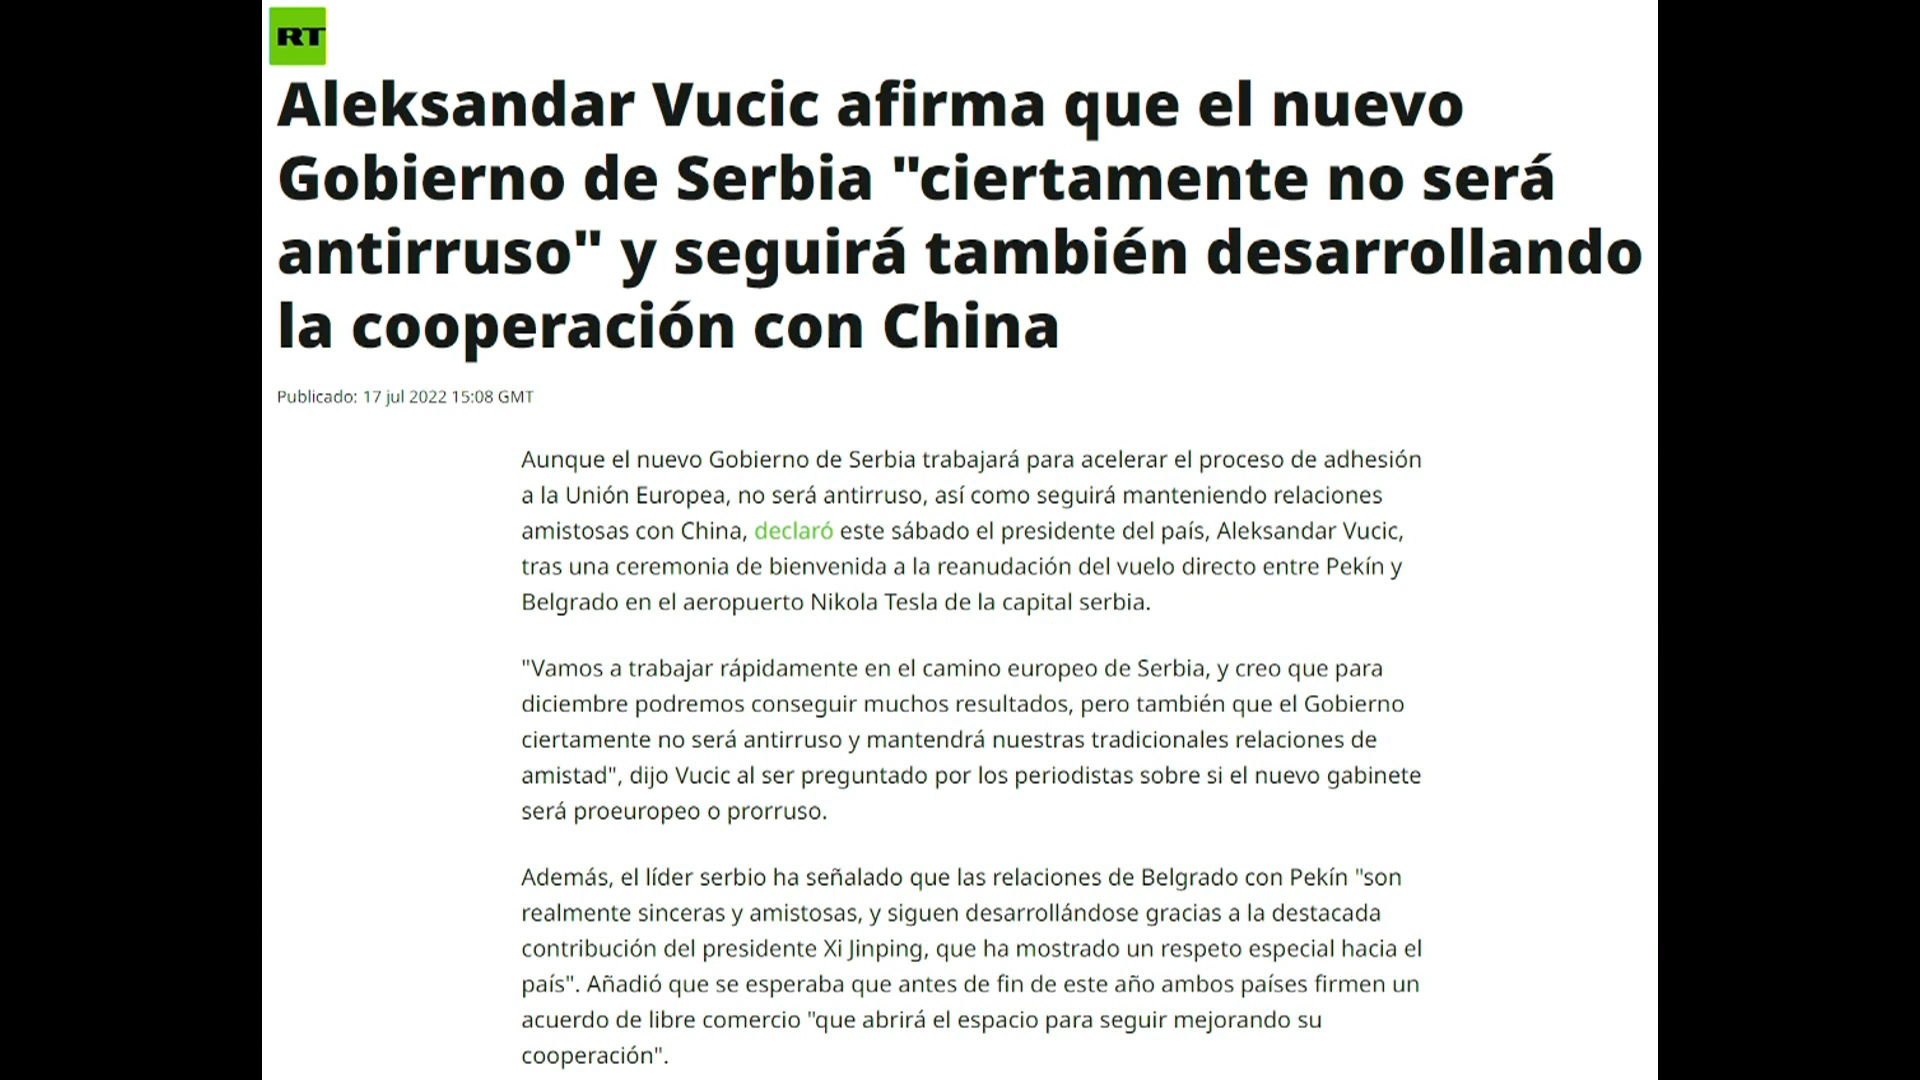 RT
Aleksandar Vucic afirma que el nuevo
Gobierno de Serbia "ciertamente no será
antirruso" y seguirá también desarrollando
la cooperación con China
Publicado: 17 jul 2022 15:08 GMT
Aunque el nuevo Gobierno de Serbia trabajará para acelerar el proceso de adhesión
a la Unión Europea, no será antirruso, así como seguirá manteniendo relaciones
amistosas con China, declaró este sábado el presidente del país, Aleksandar Vucic,
tras una ceremonia de bienvenida a la reanudación del vuelo directo entre Pekín y
Belgrado en el aeropuerto Nikola Tesla de la capital serbia.
"Vamos a trabajar rápidamente en el camino europeo de Serbia, y creo que para
diciembre podremos conseguir muchos resultados, pero también que el Gobierno
ciertamente no será antirruso y mantendrá nuestras tradicionales relaciones de
amistad", dijo Vucic al ser preguntado por los periodistas sobre si el nuevo gabinete
será proeuropeo o prorruso.
Además, el líder serbio ha señalado que las relaciones de Belgrado con Pekín "son
realmente sinceras y amistosas, y siguen desarrollándose gracias a la destacada
contribución del presidente Xi Jinping, que ha mostrado un respeto especial hacia el
país". Añadió que se esperaba que antes de fin de este año ambos países firmen un
acuerdo de libre comercio "que abrirá el espacio para seguir mejorando su
cooperación".